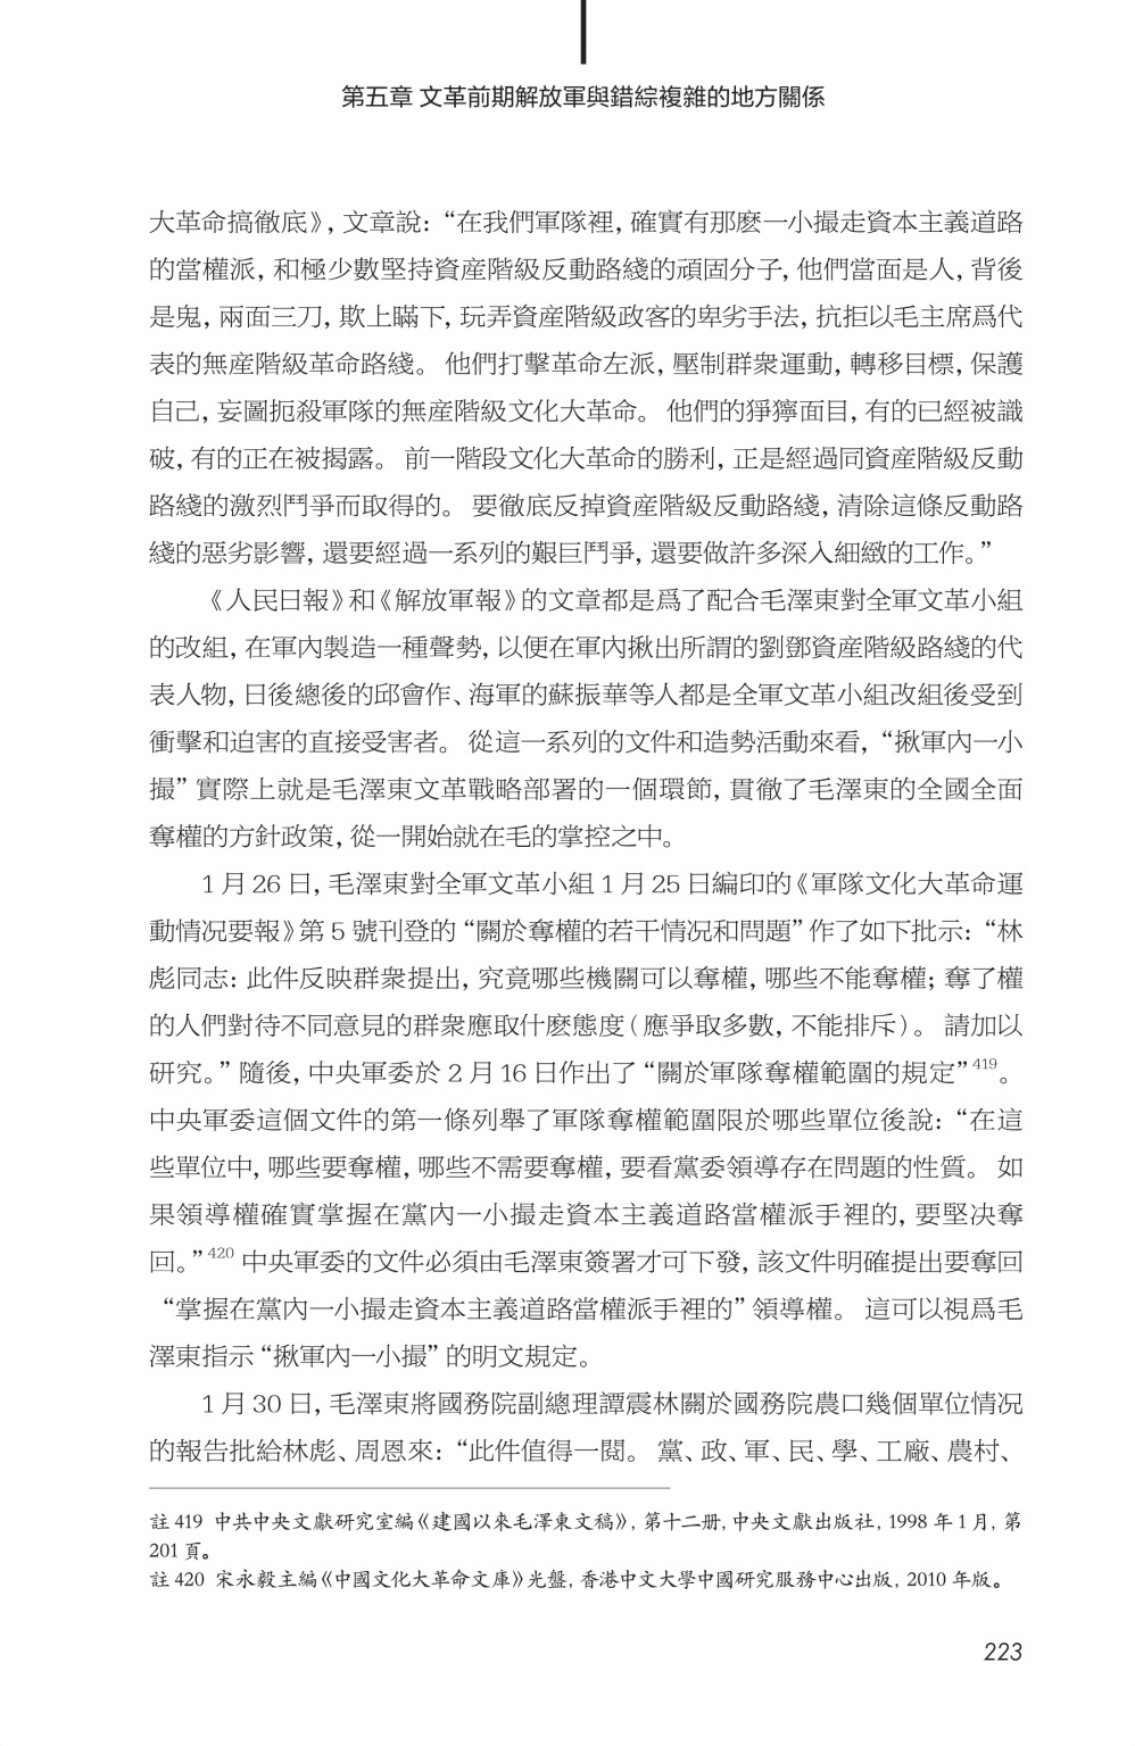 第五章 文革前期解放軍與錯綜複雜的地方關係
大革命搞徹底》, 文章說: “在我們軍隊裡, 確實有那麽一小撮走資本主義道路
的當權派, 和極少數堅持資産階級反動路綫的頑固分子, 他們當面是人, 背後
是鬼, 兩面三刀, 欺上瞞下, 玩弄資産階級政客的卑劣手法, 抗拒以毛主席爲代
表的無産階級革命路綫。 他們打擊革命左派, 壓制群衆運動, 轉移目標, 保護
自己, 妄圖扼殺軍隊的無産階級文化大革命。 他們的猙獰面目, 有的已經被識
破, 有的正在被揭露。 前一階段文化大革命的勝利, 正是經過同資産階級反動
路綫的激烈鬥爭而取得的。 要徹底反掉資産階級反動路綫, 清除這條反動路
綫的惡劣影響, 還要經過一系列的艱巨鬥爭, 還要做許多深入細緻的工作。”
《人民日報》和《解放軍報》的文章都是爲了配合毛澤東對全軍文革小組
的改組, 在軍內製造一種聲勢, 以便在軍內揪出所謂的劉鄧資産階級路綫的代
表人物, 日後總後的邱會作、海軍的蘇振華等人都是全軍文革小組改組後受到
衝擊和迫害的直接受害者。 從這一系列的文件和造勢活動來看, “揪軍內一小
撮” 實際上就是毛澤東文革戰略部署的一個環節, 貫徹了毛澤東的全國全面
奪權的方針政策, 從一開始就在毛的掌控之中。
1 月 26 日, 毛澤東對全軍文革小組 1 月 25 日編印的《軍隊文化大革命運
動情况要報》第 5 號刊登的 “關於奪權的若干情况和問題” 作了如下批示: “林
彪同志: 此件反映群衆提出, 究竟哪些機關可以奪權, 哪些不能奪權; 奪了權
的人們對待不同意見的群衆應取什麽態度 (應爭取多數, 不能排斥)。 請加以
研究。” 隨後, 中央軍委於 2 月 16 日作出了 “關於軍隊奪權範圍的規定” 419。
中央軍委這個文件的第一條列舉了軍隊奪權範圍限於哪些單位後說: “在這
些單位中, 哪些要奪權, 哪些不需要奪權, 要看黨委領導存在問題的性質。 如
果領導權確實掌握在黨內一小撮走資本主義道路當權派手裡的, 要堅决奪
回。” 420 中央軍委的文件必須由毛澤東簽署才可下發, 該文件明確提出要奪回
“掌握在黨內一小撮走資本主義道路當權派手裡的” 領導權。 這可以視爲毛
澤東指示 “揪軍內一小撮” 的明文規定。
1 月 30 日, 毛澤東將國務院副總理譚震林關於國務院農口幾個單位情况
的報告批給林彪、周恩來: “此件值得一閱。 黨、政、軍、民、學、工廠、農村、
註 419 中共中央文獻研究室編《建國以來毛澤東文稿》, 第十二册, 中央文獻出版社, 1998 年 1 月, 第
201 頁。
註 420 宋永毅主編《中國文化大革命文庫》光盤, 香港中文大學中國研究服務中心出版, 2010 年版。
223